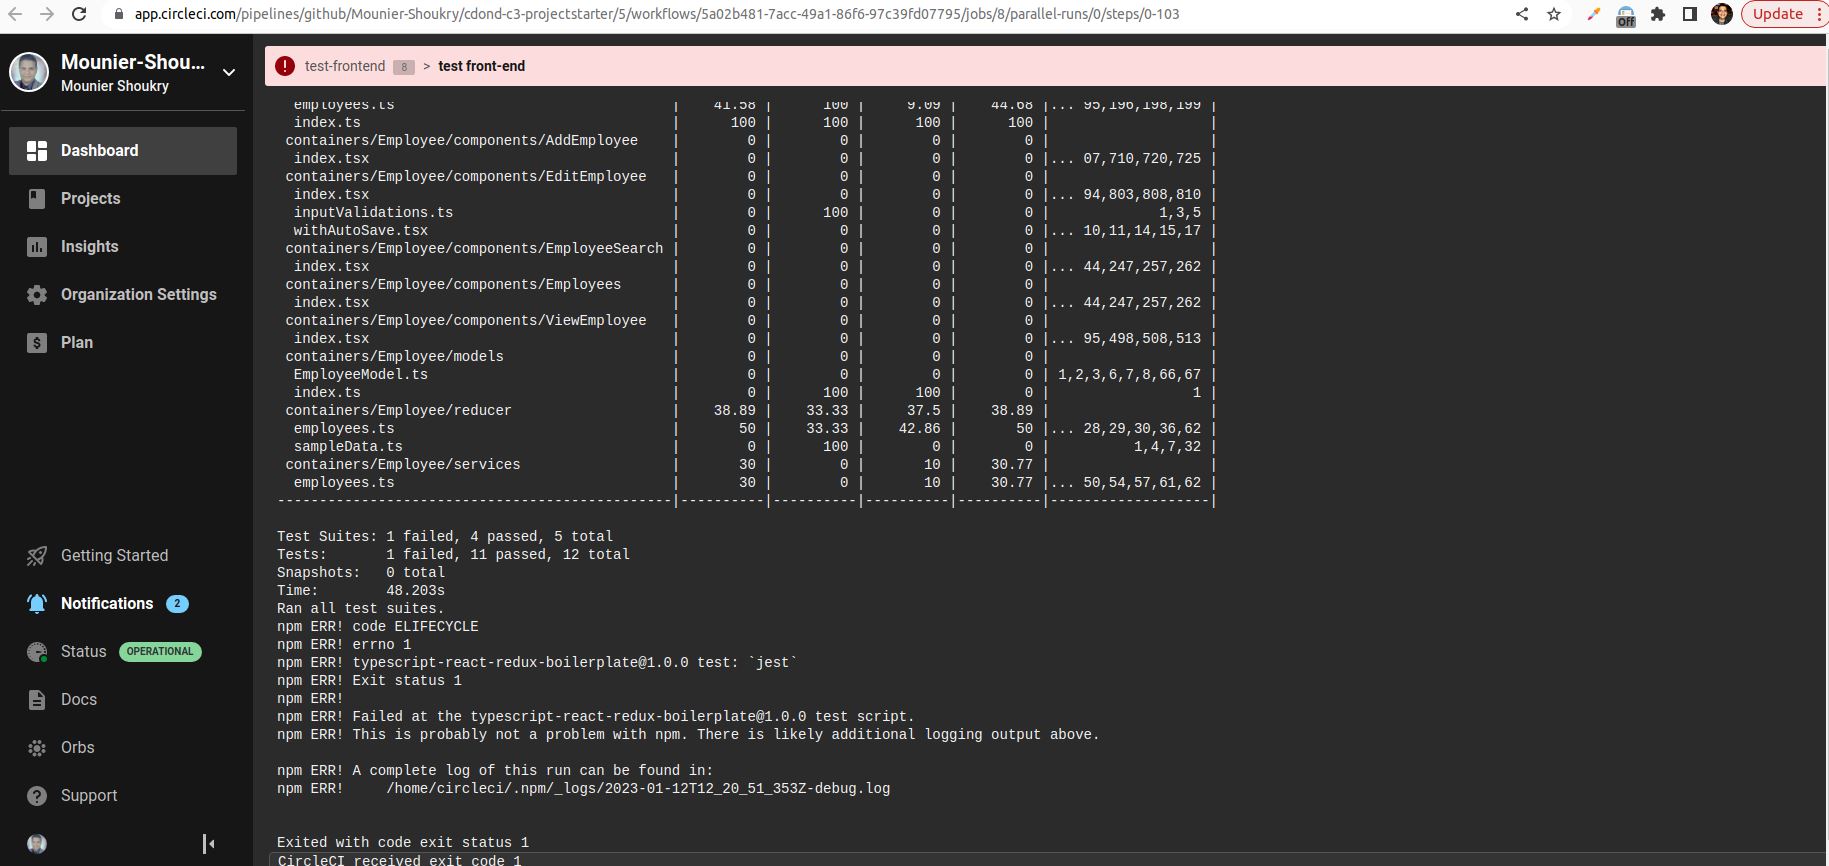 app.circleci.com/pipelines/github/Mounier-Shoukry/cdond-c3-projectstarter/5/workflows/5a02b481-7acc-49a1-86f6-97c39fd07795/jobs/8/parallel-runs/0/steps/0-103
Off
Update
Mounier-Shou...
Mounier Shoukry
Dashboard
Projects
Insights
Organization Settings
Plan
Getting Started
Notifications 2
Status OPERATIONAL
Docs
Orbs
Support
test-frontend 8 > test front-end
employees.ts | 41.58 | 100 | 9.09 | 44.68 |... 95,196,198,199 |
index.ts | 100 | 100 | 100 | 100 | |
containers/Employee/components/AddEmployee | 0 | 0 | 0 | 0 | |
index.tsx | 0 | 0 | 0 | 0 |... 07,710,720,725 |
containers/Employee/components/EditEmployee | 0 | 0 | 0 | 0 | |
index.tsx | 0 | 0 | 0 | 0 |... 94,803,808,810 |
inputValidations.ts | 0 | 100 | 0 | 0 | 1,3,5 |
withAutoSave.tsx | 0 | 0 | 0 | 0 |... 10,11,14,15,17 |
containers/Employee/components/EmployeeSearch | 0 | 0 | 0 | 0 | |
index.tsx | 0 | 0 | 0 | 0 |... 44,247,257,262 |
containers/Employee/components/Employees | 0 | 0 | 0 | 0 | |
index.tsx | 0 | 0 | 0 | 0 |... 44,247,257,262 |
containers/Employee/components/ViewEmployee | 0 | 0 | 0 | 0 | |
index.tsx | 0 | 0 | 0 | 0 |... 95,498,508,513 |
containers/Employee/models | 0 | 0 | 0 | 0 | |
EmployeeModel.ts | 0 | 0 | 0 | 0 | 1,2,3,6,7,8,66,67 |
index.ts | 0 | 100 | 100 | 0 | 1 |
containers/Employee/reducer | 38.89 | 33.33 | 37.5 | 38.89 | |
employees.ts | 50 | 33.33 | 42.86 | 50 |... 28,29,30,36,62 |
sampleData.ts | 0 | 100 | 0 | 0 | 1,4,7,32 |
containers/Employee/services | 30 | 0 | 10 | 30.77 | |
employees.ts | 30 | 0 | 10 | 30.77 |... 50,54,57,61,62 |
-----------------------------------------------|----------|----------|----------|----------|-------------------|
Test Suites: 1 failed, 4 passed, 5 total
Tests: 1 failed, 11 passed, 12 total
Snapshots: 0 total
Time: 48.203s
Ran all test suites.
npm ERR! code ELIFECYCLE
npm ERR! errno 1
npm ERR! typescript-react-redux-boilerplate@1.0.0 test: `jest`
npm ERR! Exit status 1
npm ERR!
npm ERR! Failed at the typescript-react-redux-boilerplate@1.0.0 test script.
npm ERR! This is probably not a problem with npm. There is likely additional logging output above.
npm ERR! A complete log of this run can be found in:
npm ERR! /home/circleci/.npm/_logs/2023-01-12T12_20_51_353Z-debug.log
Exited with code exit status 1
CircleCI received exit code 1